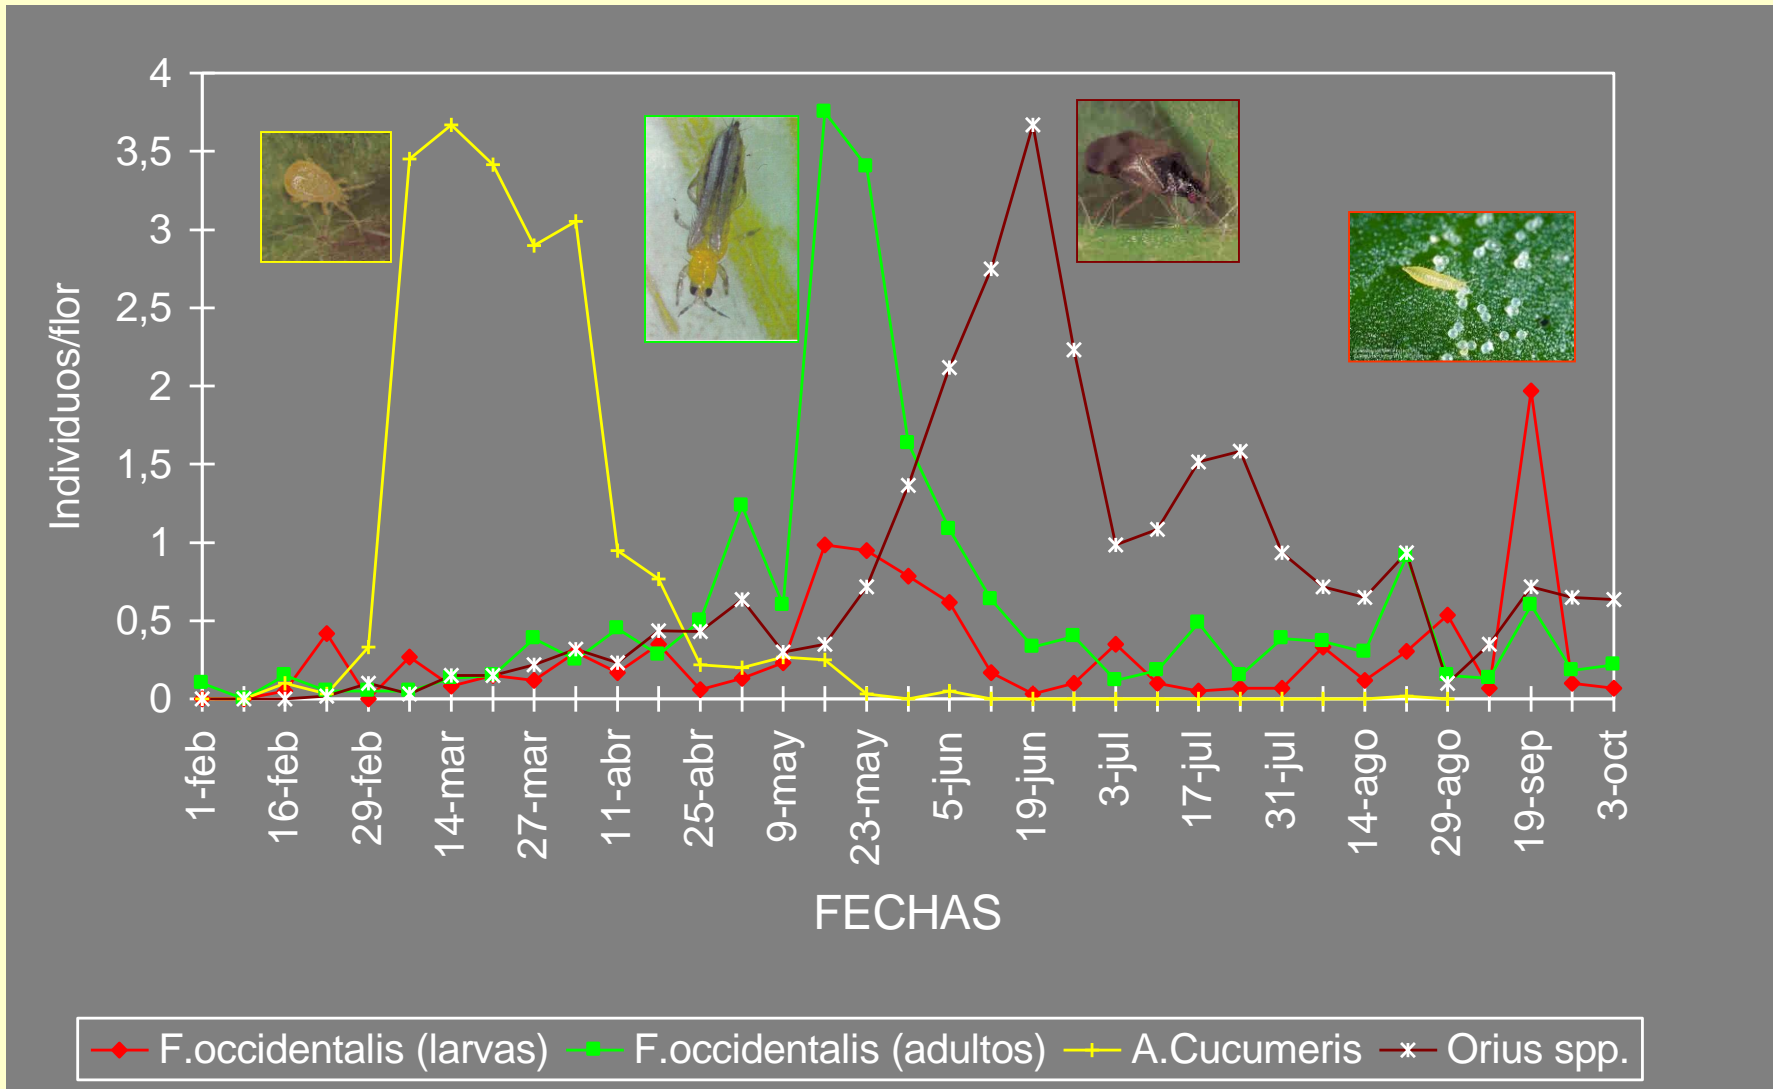 4
3,5
3
2,5
2
1,5
1
0,5
0
Individuos/flor
1-feb
16-feb
29-feb
14-mar
27-mar
11-abr
25-abr
9-may
23-may
5-jun
19-jun
3-jul
17-jul
31-jul
14-ago
29-ago
19-sep
3-oct
FECHAS
F.occidentalis (larvas) F.occidentalis (adultos) A.Cucumeris Orius spp.